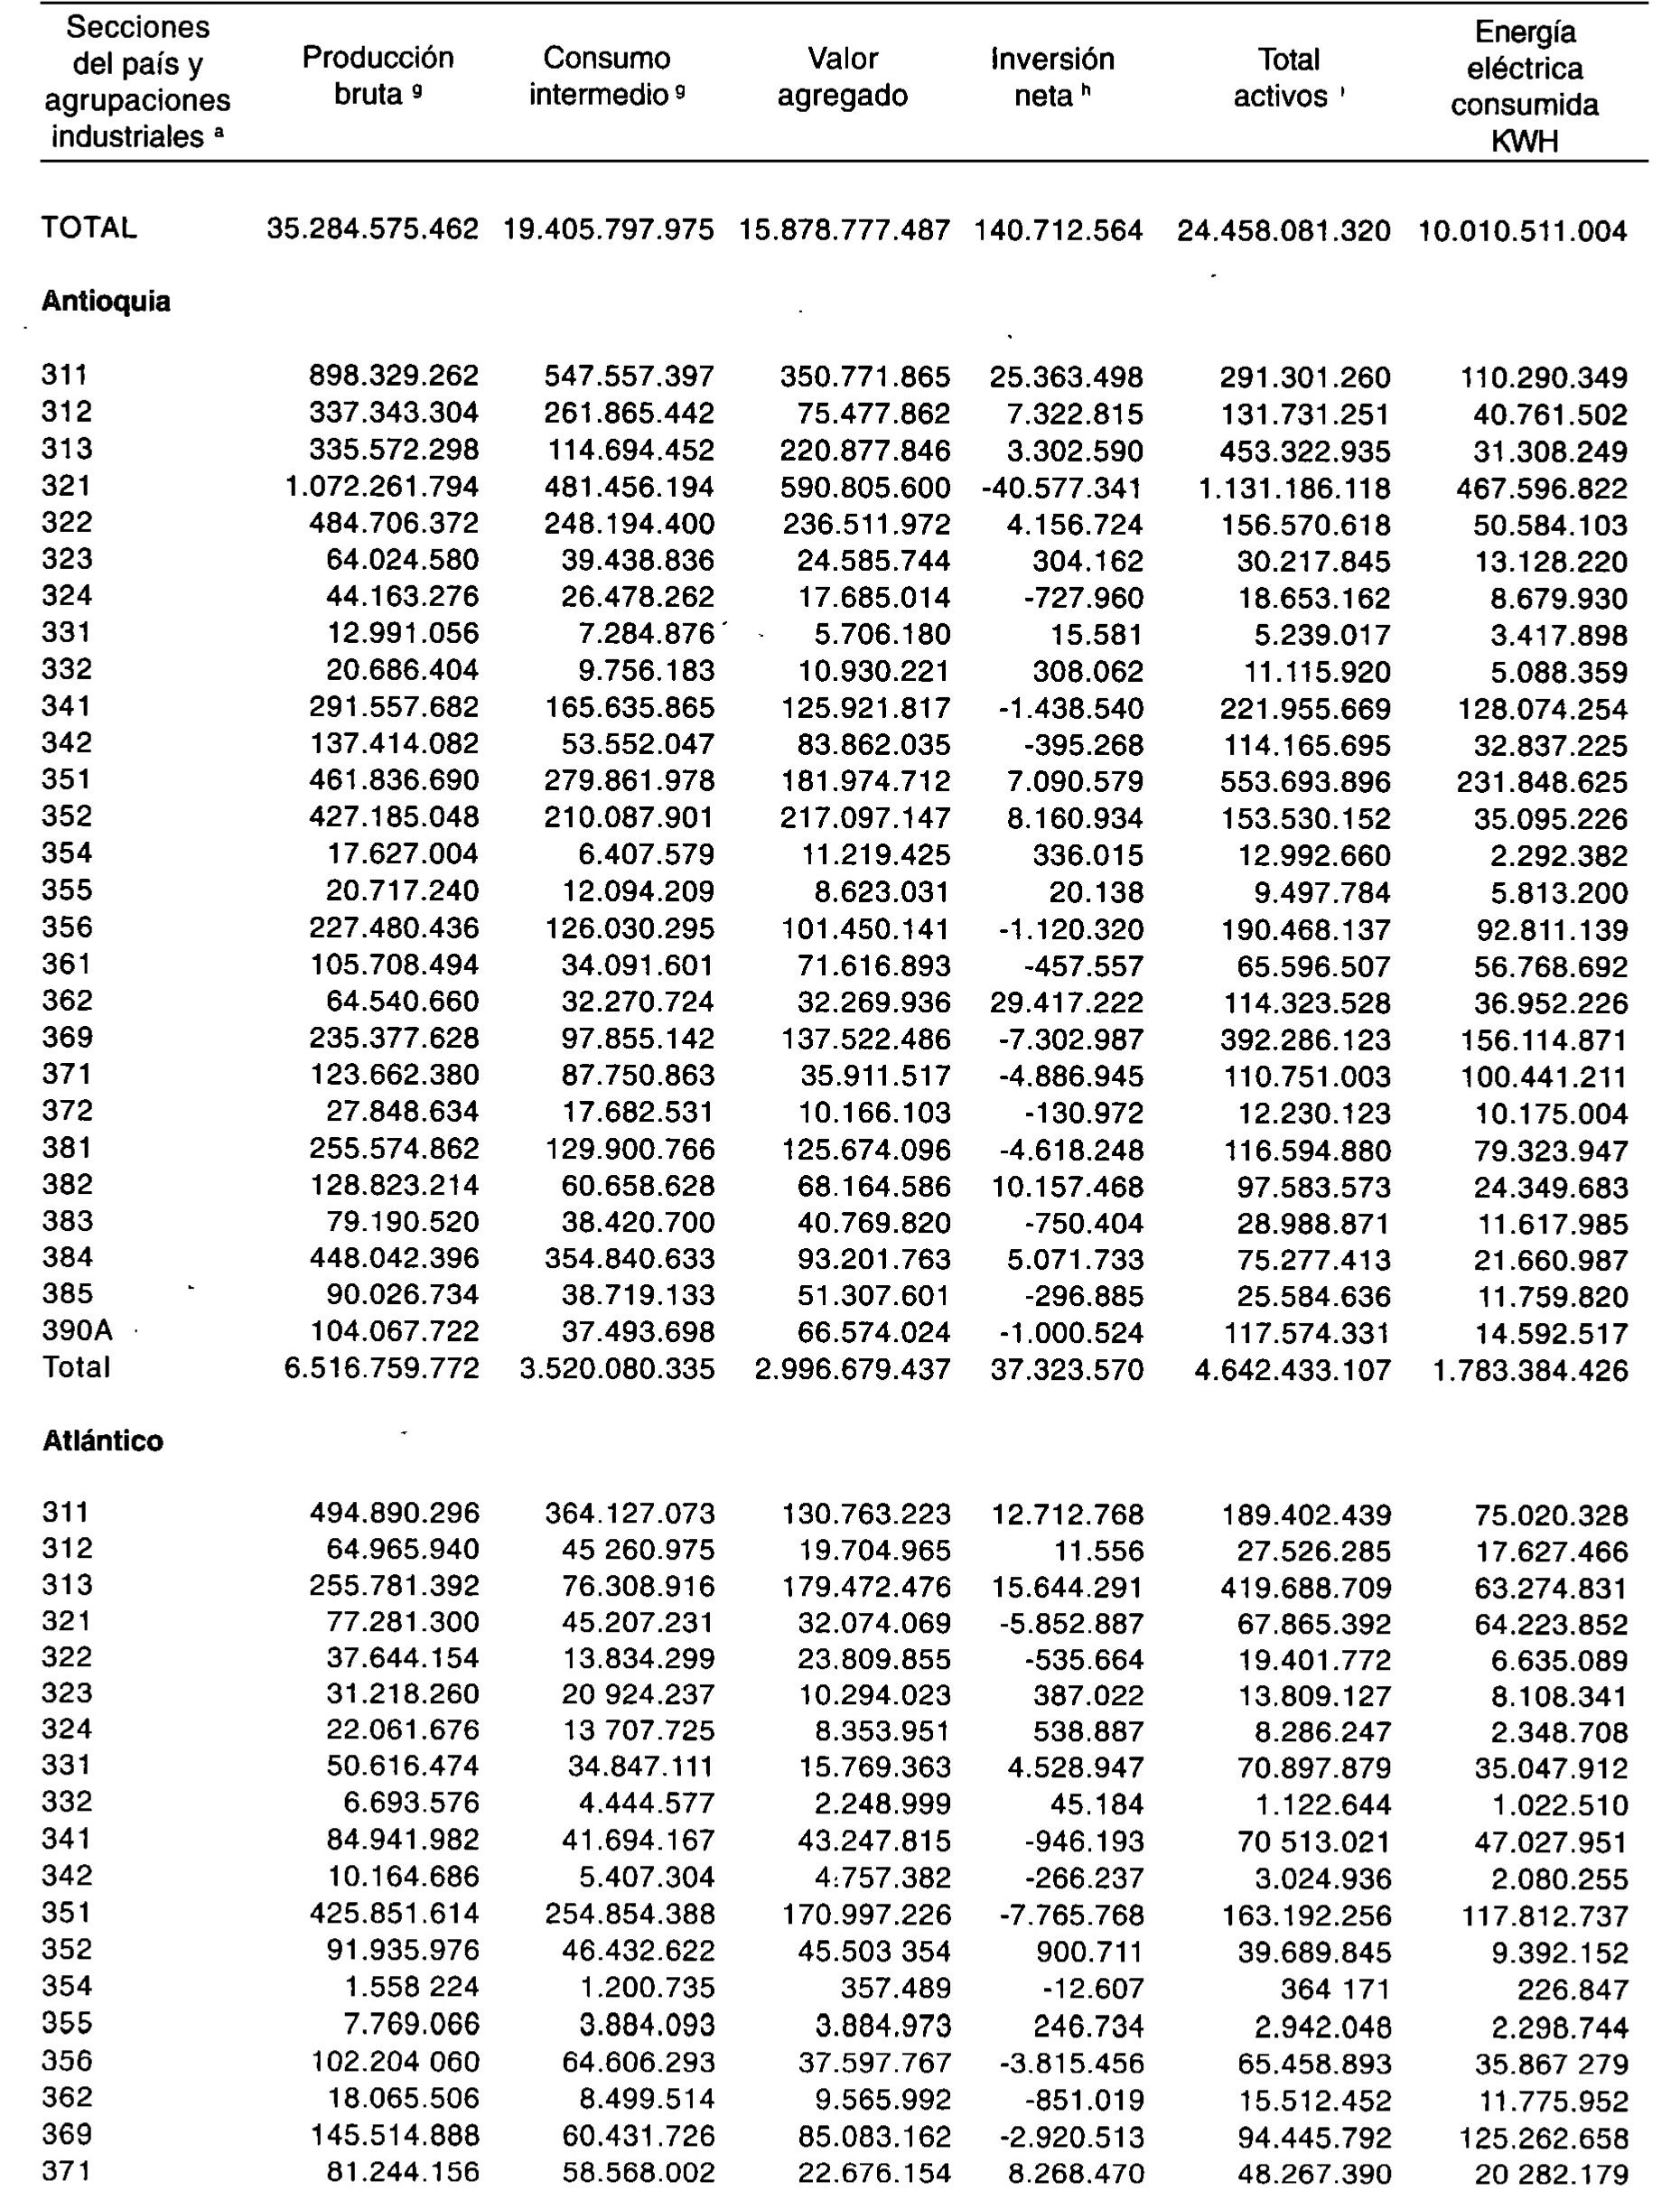 Secciones del país y agrupaciones industriales a Producción bruta g Consumo intermedio g Valor agregado Inversión neta h Total activos i Energía eléctrica consumida KWH
TOTAL 35.284.575.462 19.405.797.975 15.878.777.487 140.712.564 24.458.081.320 10.010.511.004
Antioquia
311 898.329.262 547.557.397 350.771.865 25.363.498 291.301.260 110.290.349
312 337.343.304 261.865.442 75.477.862 7.322.815 131.731.251 40.761.502
313 335.572.298 114.694.452 220.877.846 3.302.590 453.322.935 31.308.249
321 1.072.261.794 481.456.194 590.805.600 -40.577.341 1.131.186.118 467.596.822
322 484.706.372 248.194.400 236.511.972 4.156.724 156.570.618 50.584.103
323 64.024.580 39.438.836 24.585.744 304.162 30.217.845 13.128.220
324 44.163.276 26.478.262 17.685.014 -727.960 18.653.162 8.679.930
331 12.991.056 7.284.876 5.706.180 15.581 5.239.017 3.417.898
332 20.686.404 9.756.183 10.930.221 308.062 11.115.920 5.088.359
341 291.557.682 165.635.865 125.921.817 -1.438.540 221.955.669 128.074.254
342 137.414.082 53.552.047 83.862.035 -395.268 114.165.695 32.837.225
351 461.836.690 279.861.978 181.974.712 7.090.579 553.693.896 231.848.625
352 427.185.048 210.087.901 217.097.147 8.160.934 153.530.152 35.095.226
354 17.627.004 6.407.579 11.219.425 336.015 12.992.660 2.292.382
355 20.717.240 12.094.209 8.623.031 20.138 9.497.784 5.813.200
356 227.480.436 126.030.295 101.450.141 -1.120.320 190.468.137 92.811.139
361 105.708.494 34.091.601 71.616.893 -457.557 65.596.507 56.768.692
362 64.540.660 32.270.724 32.269.936 29.417.222 114.323.528 36.952.226
369 235.377.628 97.855.142 137.522.486 -7.302.987 392.286.123 156.114.871
371 123.662.380 87.750.863 35.911.517 -4.886.945 110.751.003 100.441.211
372 27.848.634 17.682.531 10.166.103 -130.972 12.230.123 10.175.004
381 255.574.862 129.900.766 125.674.096 -4.618.248 116.594.880 79.323.947
382 128.823.214 60.658.628 68.164.586 10.157.468 97.583.573 24.349.683
383 79.190.520 38.420.700 40.769.820 -750.404 28.988.871 11.617.985
384 448.042.396 354.840.633 93.201.763 5.071.733 75.277.413 21.660.987
385 90.026.734 38.719.133 51.307.601 -296.885 25.584.636 11.759.820
390A 104.067.722 37.493.698 66.574.024 -1.000.524 117.574.331 14.592.517
Total 6.516.759.772 3.520.080.335 2.996.679.437 37.323.570 4.642.433.107 1.783.384.426
Atlántico
311 494.890.296 364.127.073 130.763.223 12.712.768 189.402.439 75.020.328
312 64.965.940 45 260.975 19.704.965 11.556 27.526.285 17.627.466
313 255.781.392 76.308.916 179.472.476 15.644.291 419.688.709 63.274.831
321 77.281.300 45.207.231 32.074.069 -5.852.887 67.865.392 64.223.852
322 37.644.154 13.834.299 23.809.855 -535.664 19.401.772 6.635.089
323 31.218.260 20 924.237 10.294.023 387.022 13.809.127 8.108.341
324 22.061.676 13 707.725 8.353.951 538.887 8.286.247 2.348.708
331 50.616.474 34.847.111 15.769.363 4.528.947 70.897.879 35.047.912
332 6.693.576 4.444.577 2.248.999 45.184 1.122.644 1.022.510
341 84.941.982 41.694.167 43.247.815 -946.193 70 513.021 47.027.951
342 10.164.686 5.407.304 4.757.382 -266.237 3.024.936 2.080.255
351 425.851.614 254.854.388 170.997.226 -7.765.768 163.192.256 117.812.737
352 91.935.976 46.432.622 45.503 354 900.711 39.689.845 9.392.152
354 1.558 224 1.200.735 357.489 -12.607 364 171 226.847
355 7.769.066 3.884.093 3.884.973 246.734 2.942.048 2.298.744
356 102.204 060 64.606.293 37.597.767 -3.815.456 65.458.893 35.867 279
362 18.065.506 8.499.514 9.565.992 -851.019 15.512.452 11.775.952
369 145.514.888 60.431.726 85.083.162 -2.920.513 94.445.792 125.262.658
371 81.244.156 58.568.002 22.676.154 8.268.470 48.267.390 20 282.179